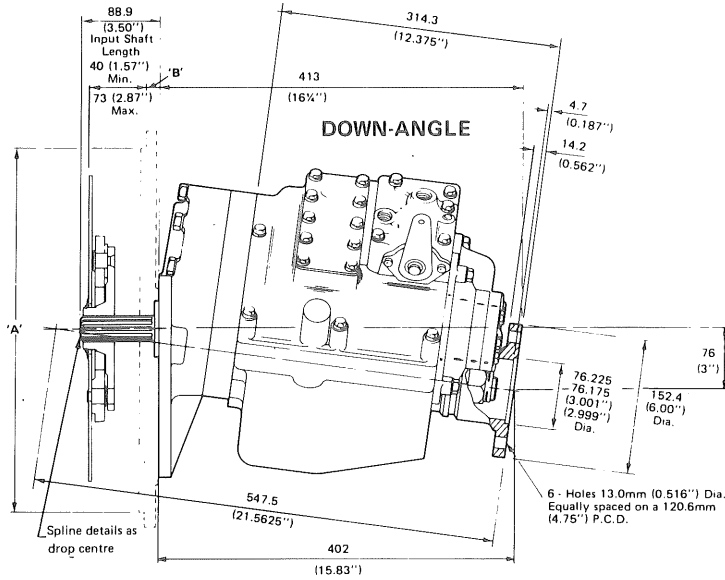 88.9
(3.50'')
Input Shaft
Length
40 (1.57'')
Min.
73 (2.87'')
Max.
'B'
314.3
(12.375'')
413
(16¼'')
4.7
(0.187'')
14.2
(0.562'')
DOWN-ANGLE
'A'
76
(3'')
76.225
76.175
(3.001'')
(2.999'')
Dia.
152.4
(6.00'')
Dia.
547.5
(21.5625'')
6 - Holes 13.0mm (0.516'') Dia.
Equally spaced on a 120.6mm
(4.75'') P.C.D.
Spline details as
drop centre
402
(15.83'')